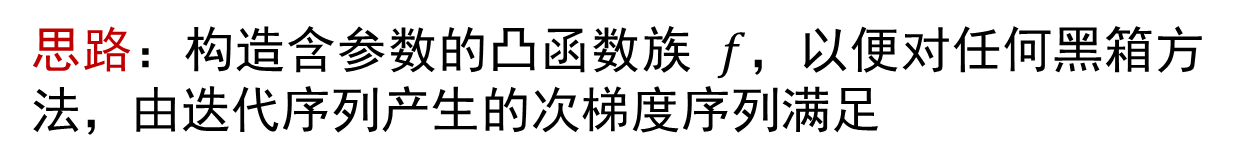 思路：构造含参数的凸函数族 f，以便对任何黑箱方
法，由迭代序列产生的次梯度序列满足